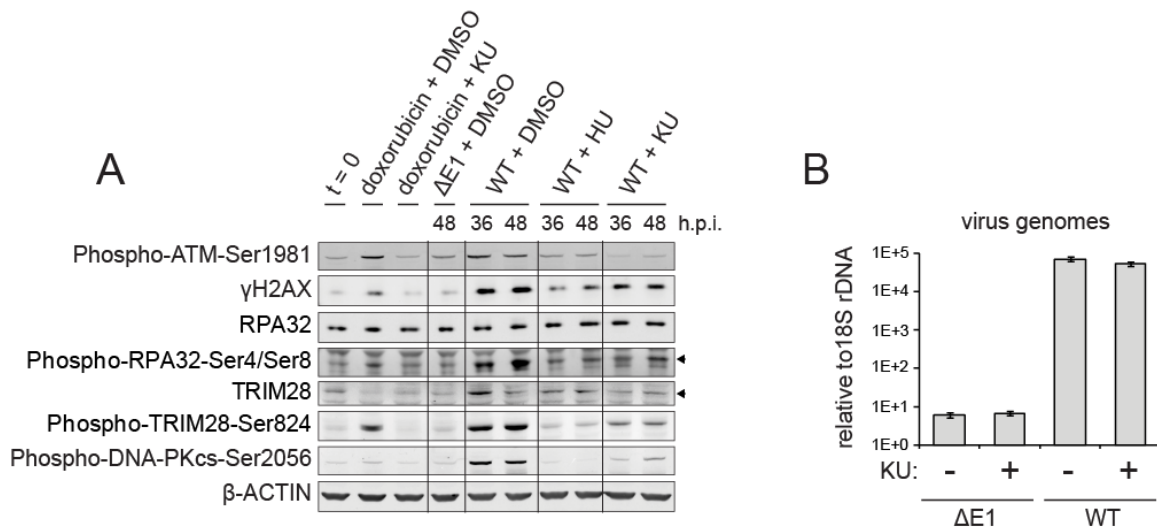 A
t = 0
doxorubicin + DMSO
doxorubicin + KU
ΔE1 + DMSO
WT + DMSO
WT + HU
WT + KU
48 36 48 36 48 36 48 h.p.i.
Phospho-ATM-Ser1981
γH2AX
RPA32
Phospho-RPA32-Ser4/Ser8
TRIM28
Phospho-TRIM28-Ser824
Phospho-DNA-PKcs-Ser2056
β-ACTIN
B
virus genomes
relative to18S rDNA
1E+5
1E+4
1E+3
1E+2
1E+1
1E+0
KU: - + - +
ΔE1 WT